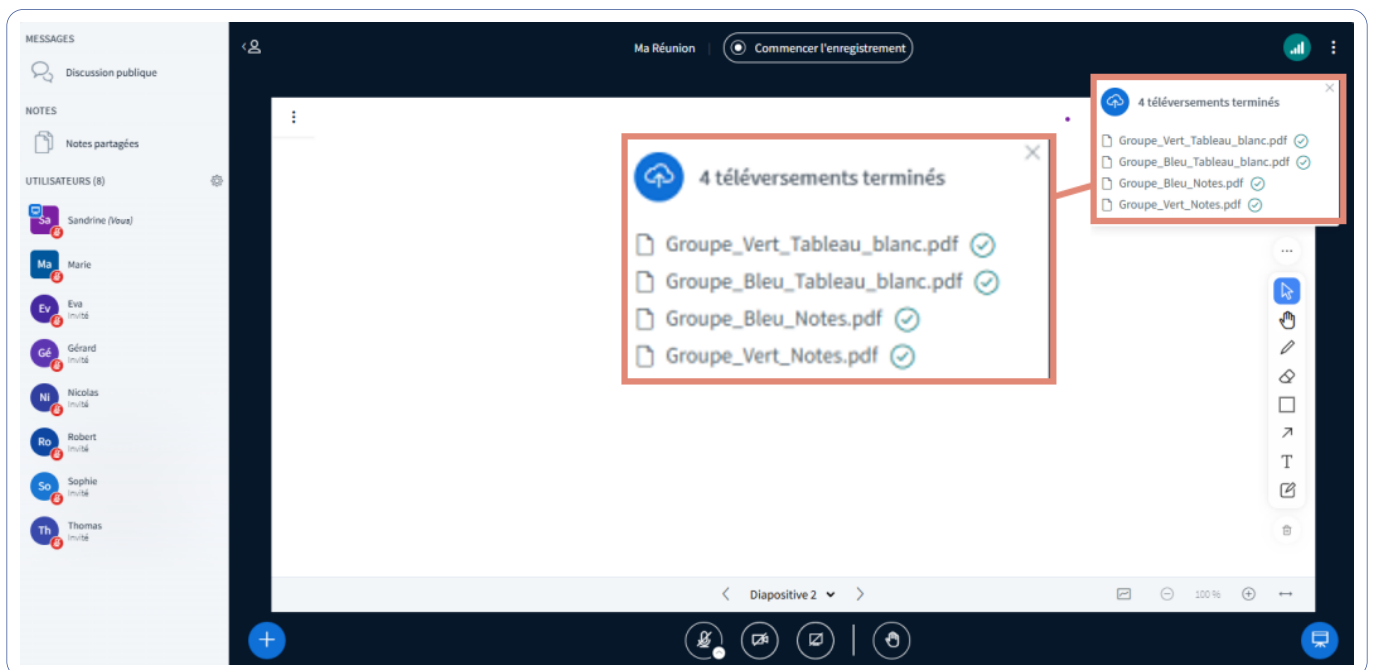 MESSAGES
Discussion publique
NOTES
Notes partagées
UTILISATEURS (8)
Sa
Sandrine (Vous)
Ma
Marie
Ev
Eva
Invité
Gé
Gérard
Invité
Ni
Nicolas
Invité
Ro
Robert
Invité
So
Sophie
Invité
Th
Thomas
Invité
Ma Réunion
Commencer l'enregistrement
4 téléversements terminés
Groupe_Vert_Tableau_blanc.pdf
Groupe_Bleu_Tableau_blanc.pdf
Groupe_Bleu_Notes.pdf
Groupe_Vert_Notes.pdf
4 téléversements terminés
Groupe_Vert_Tableau_blanc.pdf
Groupe_Bleu_Tableau_blanc.pdf
Groupe_Bleu_Notes.pdf
Groupe_Vert_Notes.pdf
T
Diapositive 2
100 %